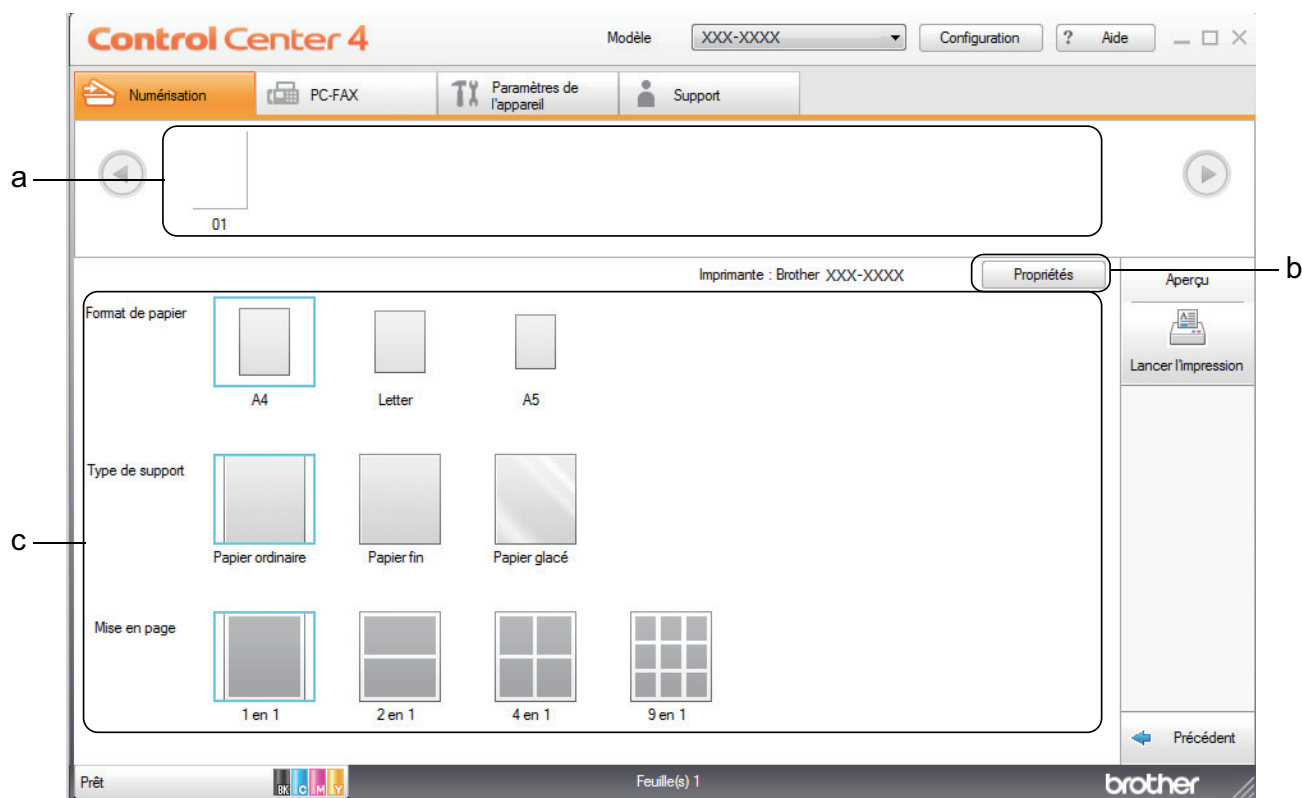 Control Center 4
Modèle XXX-XXXX Configuration ? Aide
Numérisation PC-FAX Paramètres de l'appareil Support
a
01
Imprimante : Brother XXX-XXXX Propriétés
b
Aperçu
Lancer l'impression
Format de papier
A4 Letter A5
Type de support
c
Papier ordinaire Papier fin Papier glacé
Mise en page
1 en 1 2 en 1 4 en 1 9 en 1
Précédent
Prêt BK C M Y Feuille(s) 1 brother